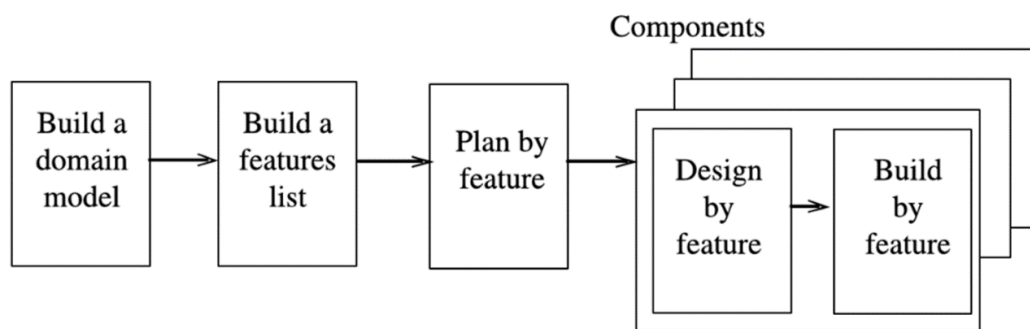 Components
Build a
domain
model
Build a
features
list
Plan by
feature
Design
by
feature
Build
by
feature